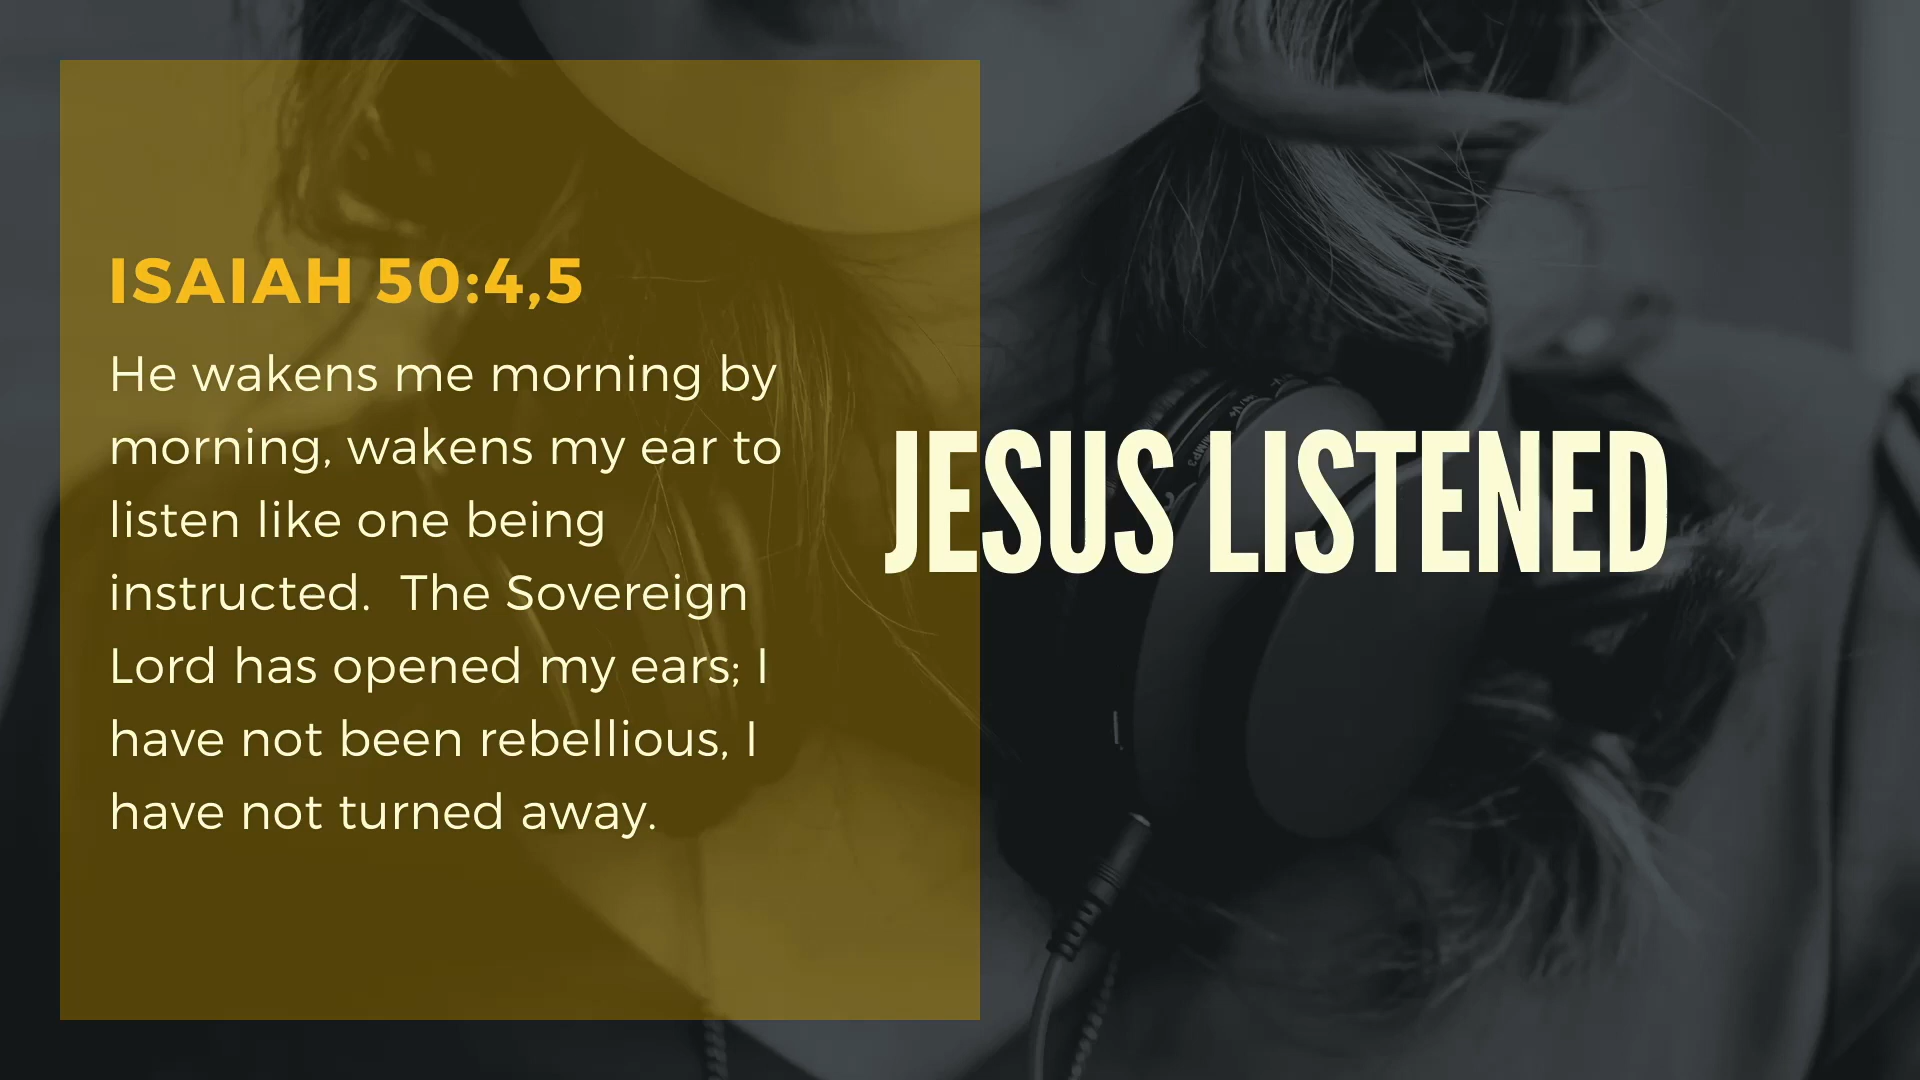 ISAIAH 50:4,5
He wakens me morning by
morning, wakens my ear to
listen like one being
instructed.  The Sovereign
Lord has opened my ears; I
have not been rebellious, I
have not turned away.
JESUS LISTENED